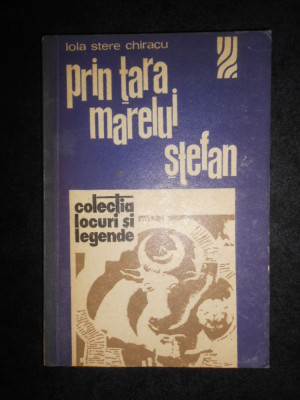 lola stere chiracu
prin țara
marelui
ștefan
colecția
locuri și
legende